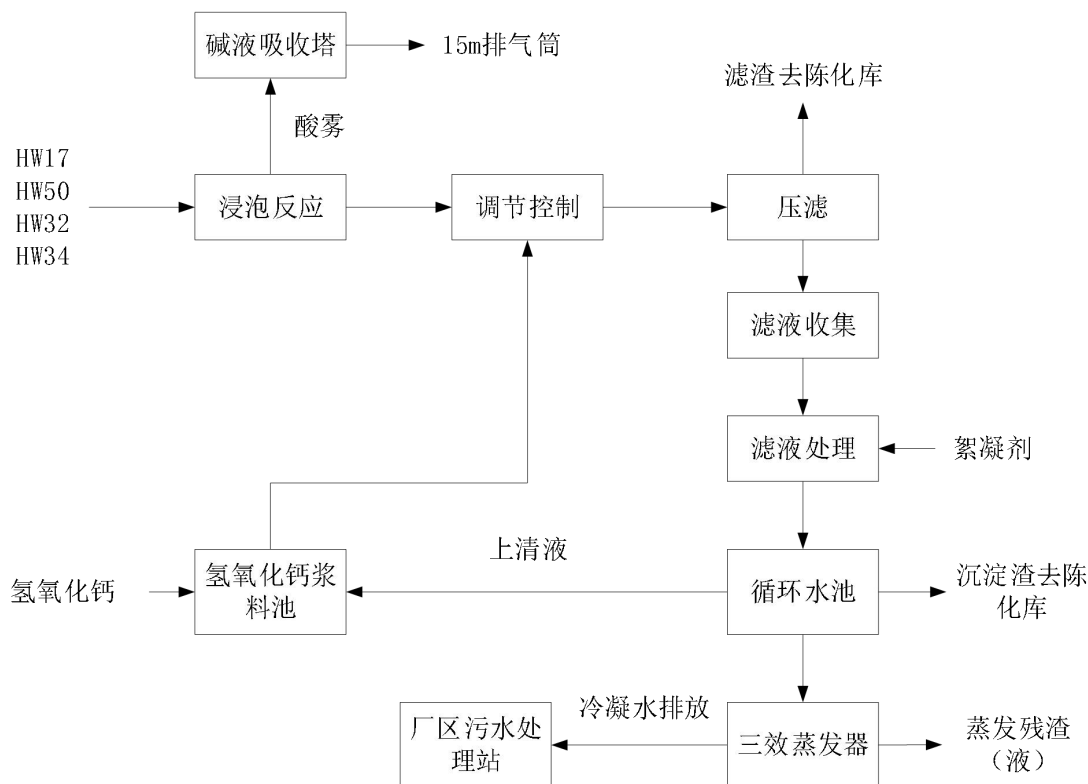 碱液吸收塔
15m排气筒
滤渣去陈化库
酸雾
HW17
HW50
HW32
HW34
浸泡反应
调节控制
压滤
滤液收集
滤液处理
絮凝剂
上清液
氢氧化钙
氢氧化钙浆
料池
循环水池
沉淀渣去陈
化库
冷凝水排放
厂区污水处
理站
三效蒸发器
蒸发残渣
（液）